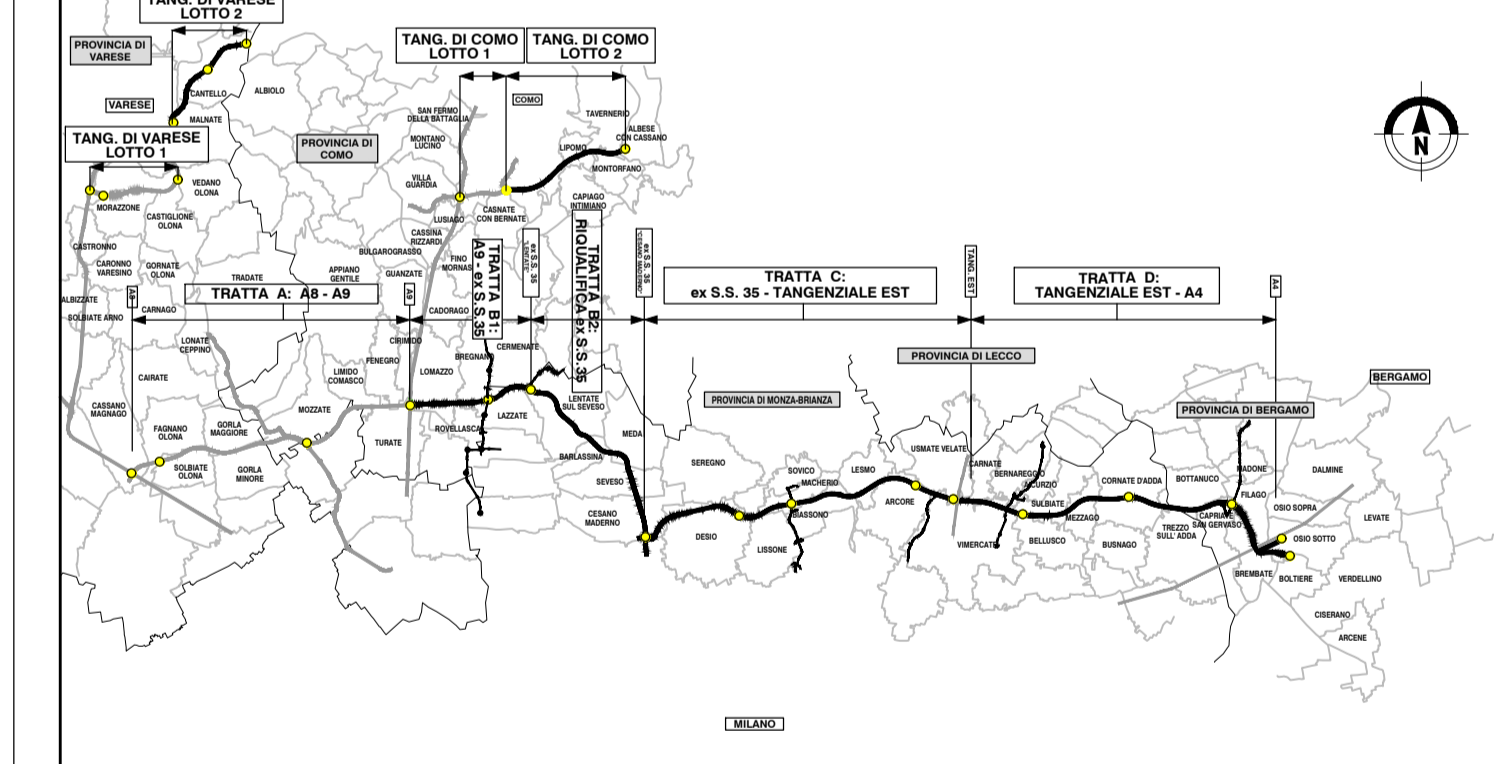 TANG. DI VARESE
LOTTO 2
PROVINCIA DI
VARESE
TANG. DI COMO
LOTTO 1
TANG. DI COMO
LOTTO 2
CANTELLO
ALBIOLO
VARESE
COMO
MALNATE
SAN FERMO
DELLA BATTAGLIA
TAVERNERIO
ALBESE
CON CASSANO
TANG. DI VARESE
LOTTO 1
PROVINCIA DI
COMO
MONTANO
LUCINO
LIPOMO
MONTORFANO
N
VEDANO
OLONA
VILLA
GUARDIA
MORAZZONE
CASTIGLIONE
OLONA
LUSIAGO
CASNATE
CON BERNATE
CAPIAGO
INTIMIANO
CASSINA
RIZZARDI
CASTRONNO
BULGAROGRASSO
CARONNO
VARESINO
GORNATE
OLONA
TRADATE
APPIANO
GENTILE
GUANZATE
FINO
MORNAS
TRATTA B1:
A9 - ex S.S.35
ex S.S. 35
"LENTATE"
TRATTA B2:
RIQUALIFICA ex S.S.35
ex S.S. 35
"CESANO MADERNO"
TRATTA C:
ex S.S. 35 - TANGENZIALE EST
TANG. EST
TRATTA D:
TANGENZIALE EST - A4
A4
ALBIZZATE
A8
TRATTA A: A8 - A9
A9
SOLBIATE ARNO
CARNAGO
CADORAGO
LONATE
CEPPINO
CIRIMIDO
FENEGRO
BREGNANO
CERMENATE
LIMIDO
COMASCO
LOMAZZO
PROVINCIA DI LECCO
CAIRATE
BERGAMO
CASSANO
MAGNAGO
MOZZATE
LAZZATE
LENTATE
SUL SEVESO
PROVINCIA DI MONZA-BRIANZA
PROVINCIA DI BERGAMO
FAGNANO
OLONA
GORLA
MAGGIORE
TURATE
ROVELLASCA
MEDA
BARLASSINA
SEREGNO
SOLBIATE
OLONA
GORLA
MINORE
SEVESO
SOVICO
MACHERIO
LESMO
USMATE VELATE
CARNATE
BERNAREGGIO
CORNATE D'ADDA
BOTTANUCO
MADONE
DALMINE
CESANO
MADERNO
BIASSONO
ARCORE
SULBIATE
MEZZAGO
FILAGO
CAPRIATE
SAN GERVASO
OSIO SOPRA
LEVATE
DESIO
LISSONE
VIMERCATE
BELLUSCO
BUSNAGO
TREZZO
SULL' ADDA
OSIO SOTTO
BREMBATE
BOLTIERE
VERDELLINO
CISERANO
ARCENE
MILANO